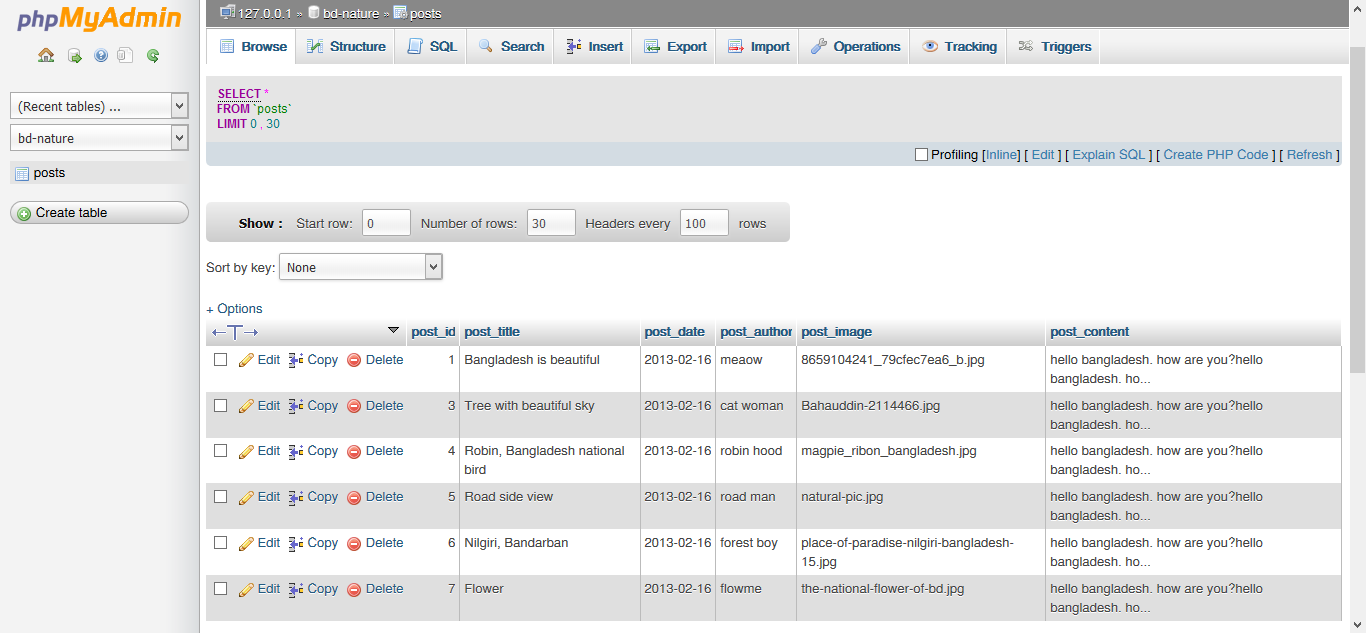 phpMyAdmin
127.0.0.1 » bd-nature » posts
Browse Structure SQL Search Insert Export Import Operations Tracking Triggers
(Recent tables) ...
bd-nature
posts
Create table
SELECT *
FROM `posts`
LIMIT 0 , 30
Profiling [Inline] [ Edit ] [ Explain SQL ] [ Create PHP Code ] [ Refresh ]
Show : Start row: 0 Number of rows: 30 Headers every 100 rows
Sort by key: None
+ Options
←T→ post_id post_title post_date post_author post_image post_content
Edit Copy Delete 1 Bangladesh is beautiful 2013-02-16 meaow 8659104241_79cfec7ea6_b.jpg hello bangladesh. how are you?hello
bangladesh. ho...
Edit Copy Delete 3 Tree with beautiful sky 2013-02-16 cat woman Bahauddin-2114466.jpg hello bangladesh. how are you?hello
bangladesh. ho...
Edit Copy Delete 4 Robin, Bangladesh national 2013-02-16 robin hood magpie_ribon_bangladesh.jpg hello bangladesh. how are you?hello
bird bangladesh. ho...
Edit Copy Delete 5 Road side view 2013-02-16 road man natural-pic.jpg hello bangladesh. how are you?hello
bangladesh. ho...
Edit Copy Delete 6 Nilgiri, Bandarban 2013-02-16 forest boy place-of-paradise-nilgiri-bangladesh- hello bangladesh. how are you?hello
15.jpg bangladesh. ho...
Edit Copy Delete 7 Flower 2013-02-16 flowme the-national-flower-of-bd.jpg hello bangladesh. how are you?hello
bangladesh. ho...